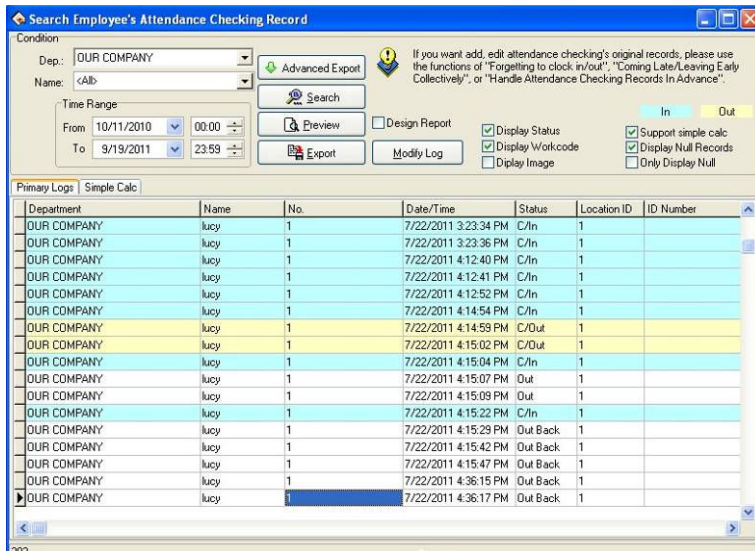 Search Employee's Attendance Checking Record
Condition
Dep.: OUR COMPANY
Name: <All>
Time Range
From 10/11/2010 00:00
To 9/19/2011 23:59
Advanced Export
Search
Preview
Export
Design Report
Modify Log
If you want add, edit attendance checking's original records, please use
the functions of "Forgetting to clock in/out", "Coming Late/Leaving Early
Collectively", or "Handle Attendance Checking Records In Advance".
In Out
Display Status
Display Workcode
Diplay Image
Support simple calc
Display Null Records
Only Display Null
Primary Logs Simple Calc
Department Name No. Date/Time Status Location ID ID Number
OUR COMPANY lucy 1 7/22/2011 3:23:34 PM C/In 1
OUR COMPANY lucy 1 7/22/2011 3:23:36 PM C/In 1
OUR COMPANY lucy 1 7/22/2011 4:12:40 PM C/In 1
OUR COMPANY lucy 1 7/22/2011 4:12:41 PM C/In 1
OUR COMPANY lucy 1 7/22/2011 4:12:52 PM C/In 1
OUR COMPANY lucy 1 7/22/2011 4:14:54 PM C/In 1
OUR COMPANY lucy 1 7/22/2011 4:14:59 PM C/Out 1
OUR COMPANY lucy 1 7/22/2011 4:15:02 PM C/Out 1
OUR COMPANY lucy 1 7/22/2011 4:15:04 PM C/In 1
OUR COMPANY lucy 1 7/22/2011 4:15:07 PM Out 1
OUR COMPANY lucy 1 7/22/2011 4:15:09 PM Out 1
OUR COMPANY lucy 1 7/22/2011 4:15:22 PM C/In 1
OUR COMPANY lucy 1 7/22/2011 4:15:29 PM Out Back 1
OUR COMPANY lucy 1 7/22/2011 4:15:42 PM Out Back 1
OUR COMPANY lucy 1 7/22/2011 4:15:47 PM Out Back 1
OUR COMPANY lucy 1 7/22/2011 4:36:15 PM Out Back 1
OUR COMPANY lucy 1 7/22/2011 4:36:17 PM Out Back 1